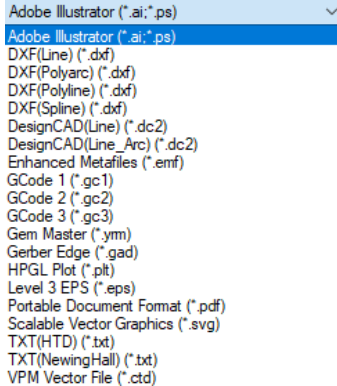 Adobe Illustrator (*.ai;*.ps)
Adobe Illustrator (*.ai;*.ps)
DXF(Line) (*.dxf)
DXF(Polyarc) (*.dxf)
DXF(Polyline) (*.dxf)
DXF(Spline) (*.dxf)
DesignCAD(Line) (*.dc2)
DesignCAD(Line_Arc) (*.dc2)
Enhanced Metafiles (*.emf)
GCode 1 (*.gc1)
GCode 2 (*.gc2)
GCode 3 (*.gc3)
Gem Master (*.yrm)
Gerber Edge (*.gad)
HPGL Plot (*.plt)
Level 3 EPS (*.eps)
Portable Document Format (*.pdf)
Scalable Vector Graphics (*.svg)
TXT(HTD) (*.txt)
TXT(NewingHall) (*.txt)
VPM Vector File (*.ctd)